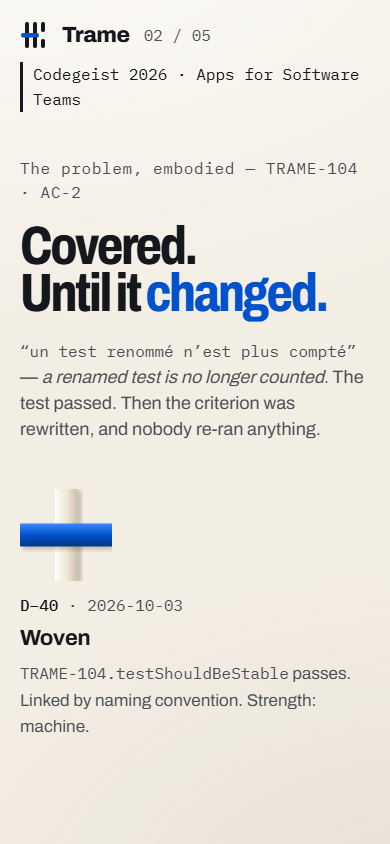 Trame 02 / 05
Codegeist 2026 · Apps for Software
Teams
The problem, embodied — TRAME-104
· AC-2
Covered.
Until it changed.
“un test renommé n’est plus compté”
— a renamed test is no longer counted. The
test passed. Then the criterion was
rewritten, and nobody re-ran anything.
D−40 · 2026-10-03
Woven
TRAME-104.testShouldBeStable passes.
Linked by naming convention. Strength:
machine.